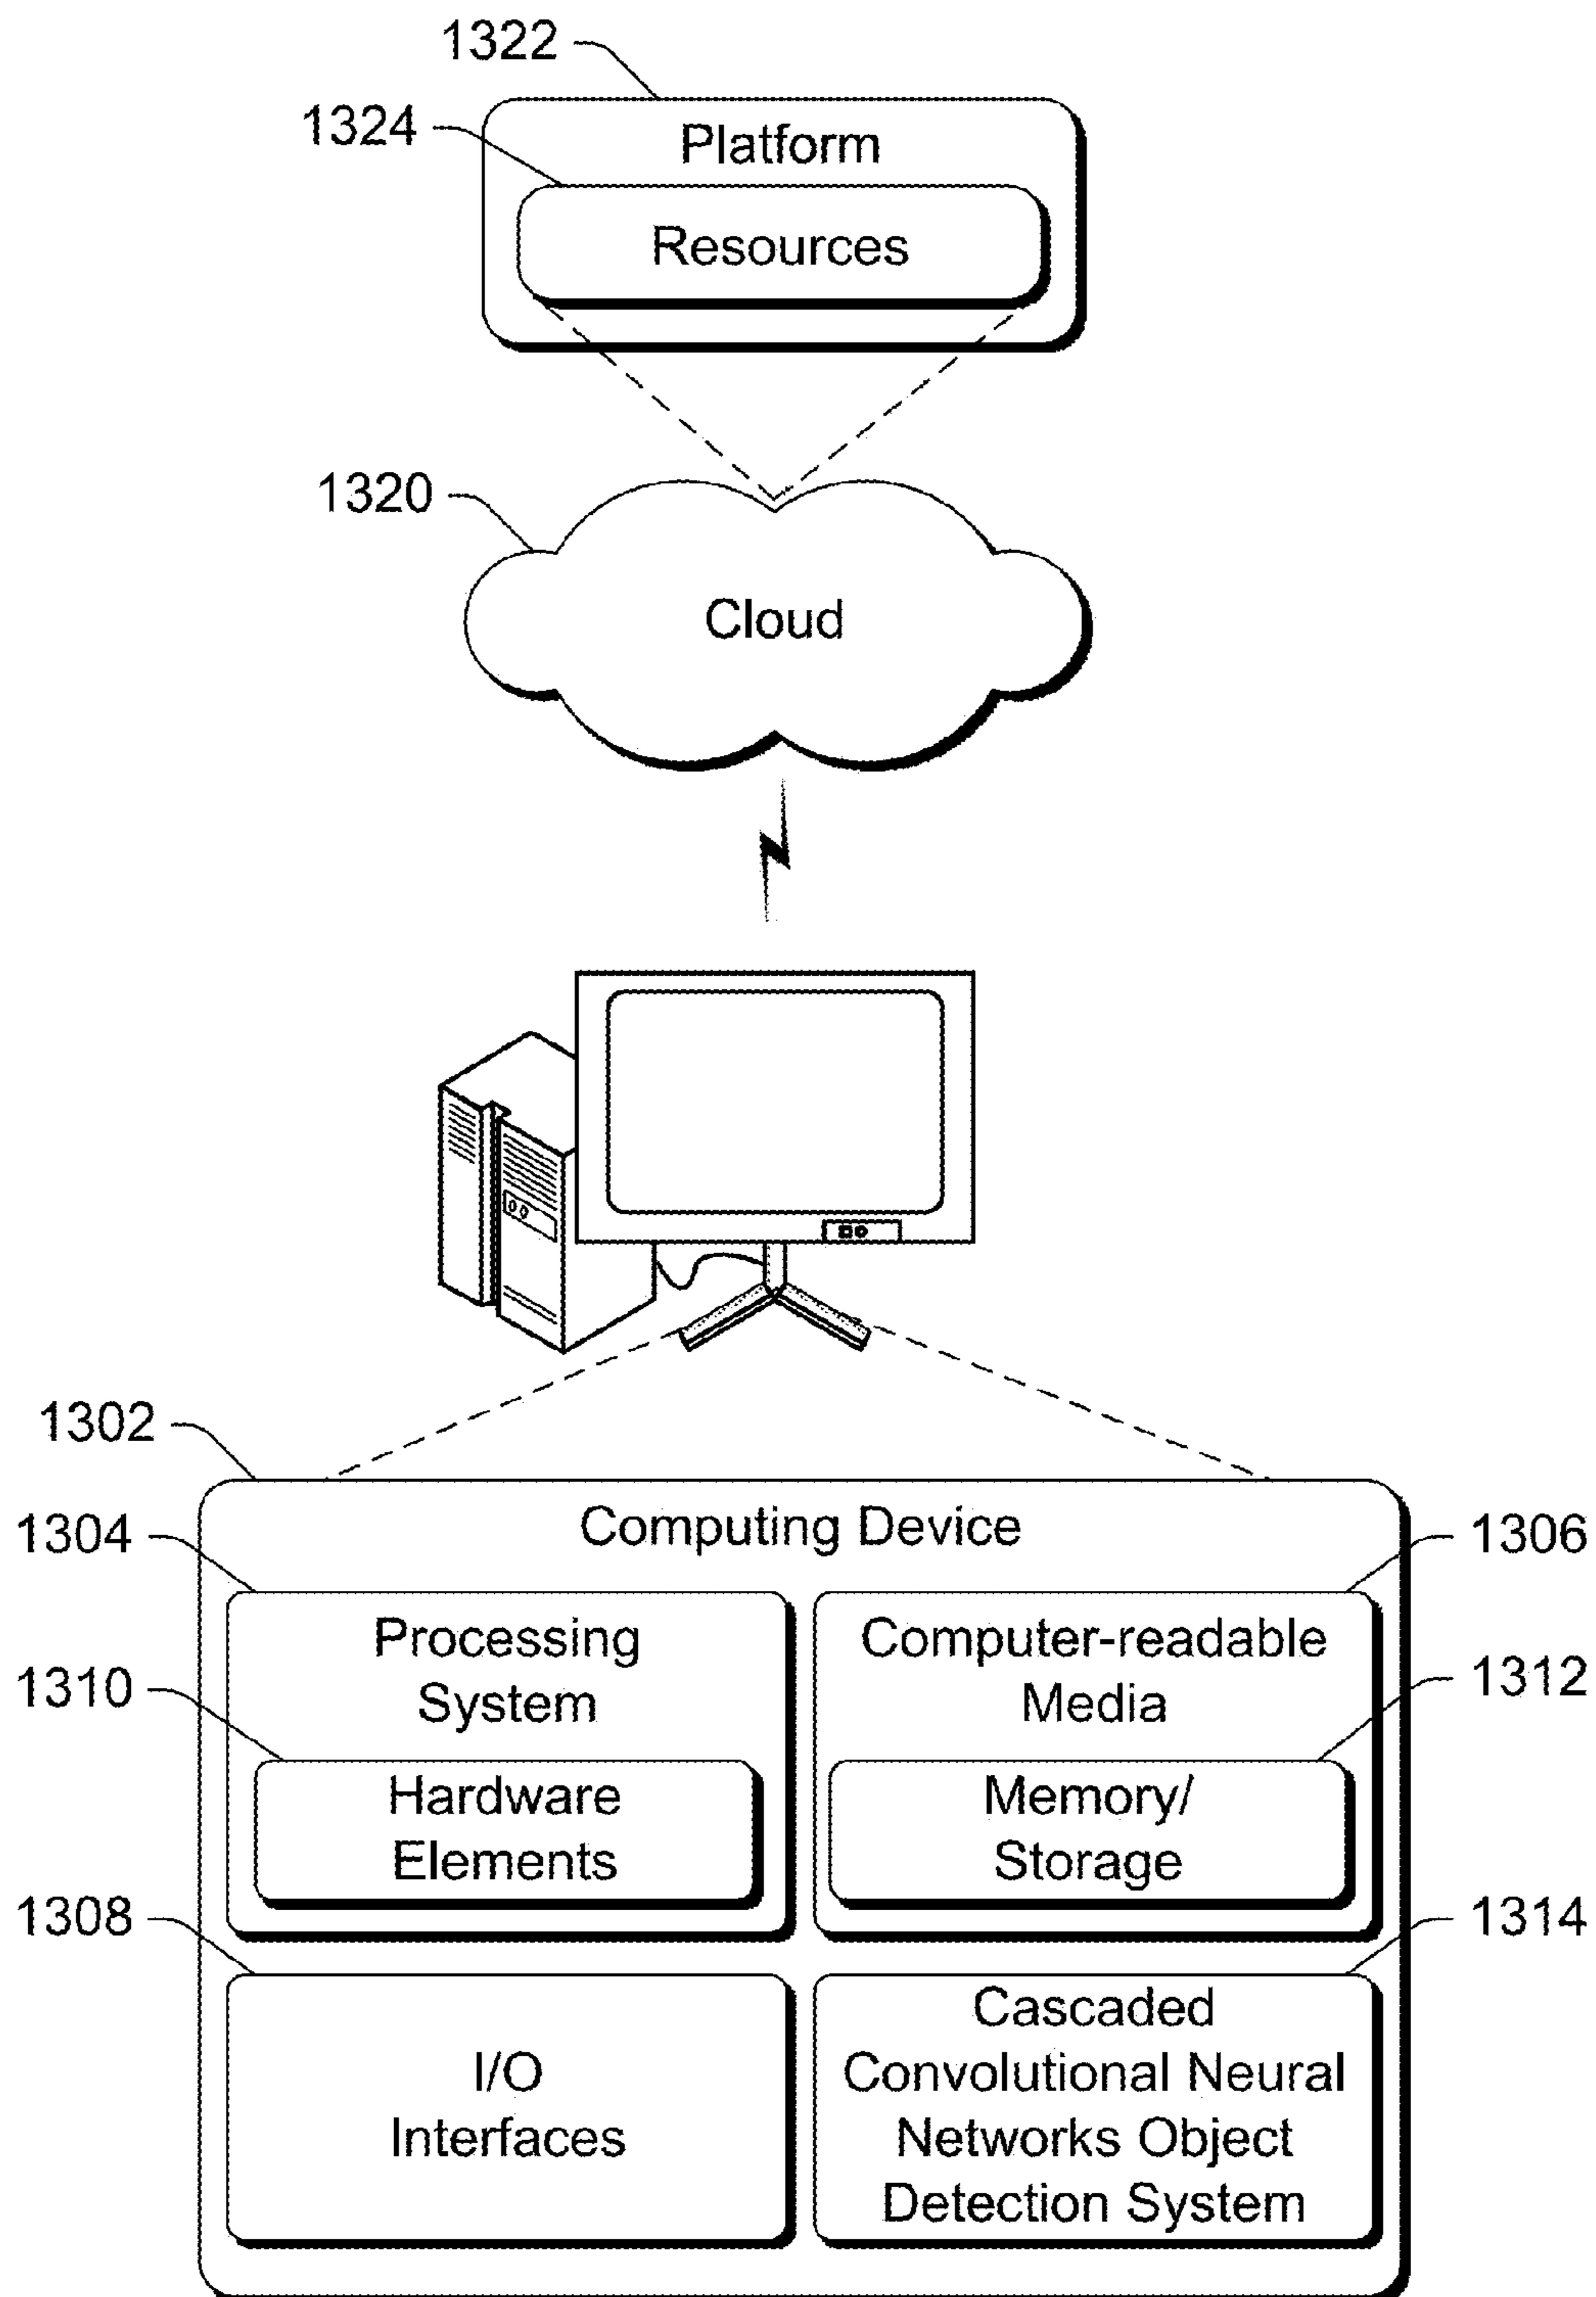 1322
1324
Platform
Resources
1320
Cloud
1302
Computing Device
1304
1306
Processing
System
Computer-readable
Media
1310
1312
Hardware
Elements
Memory/
Storage
1308
1314
I/O
Interfaces
Cascaded
Convolutional Neural
Networks Object
Detection System